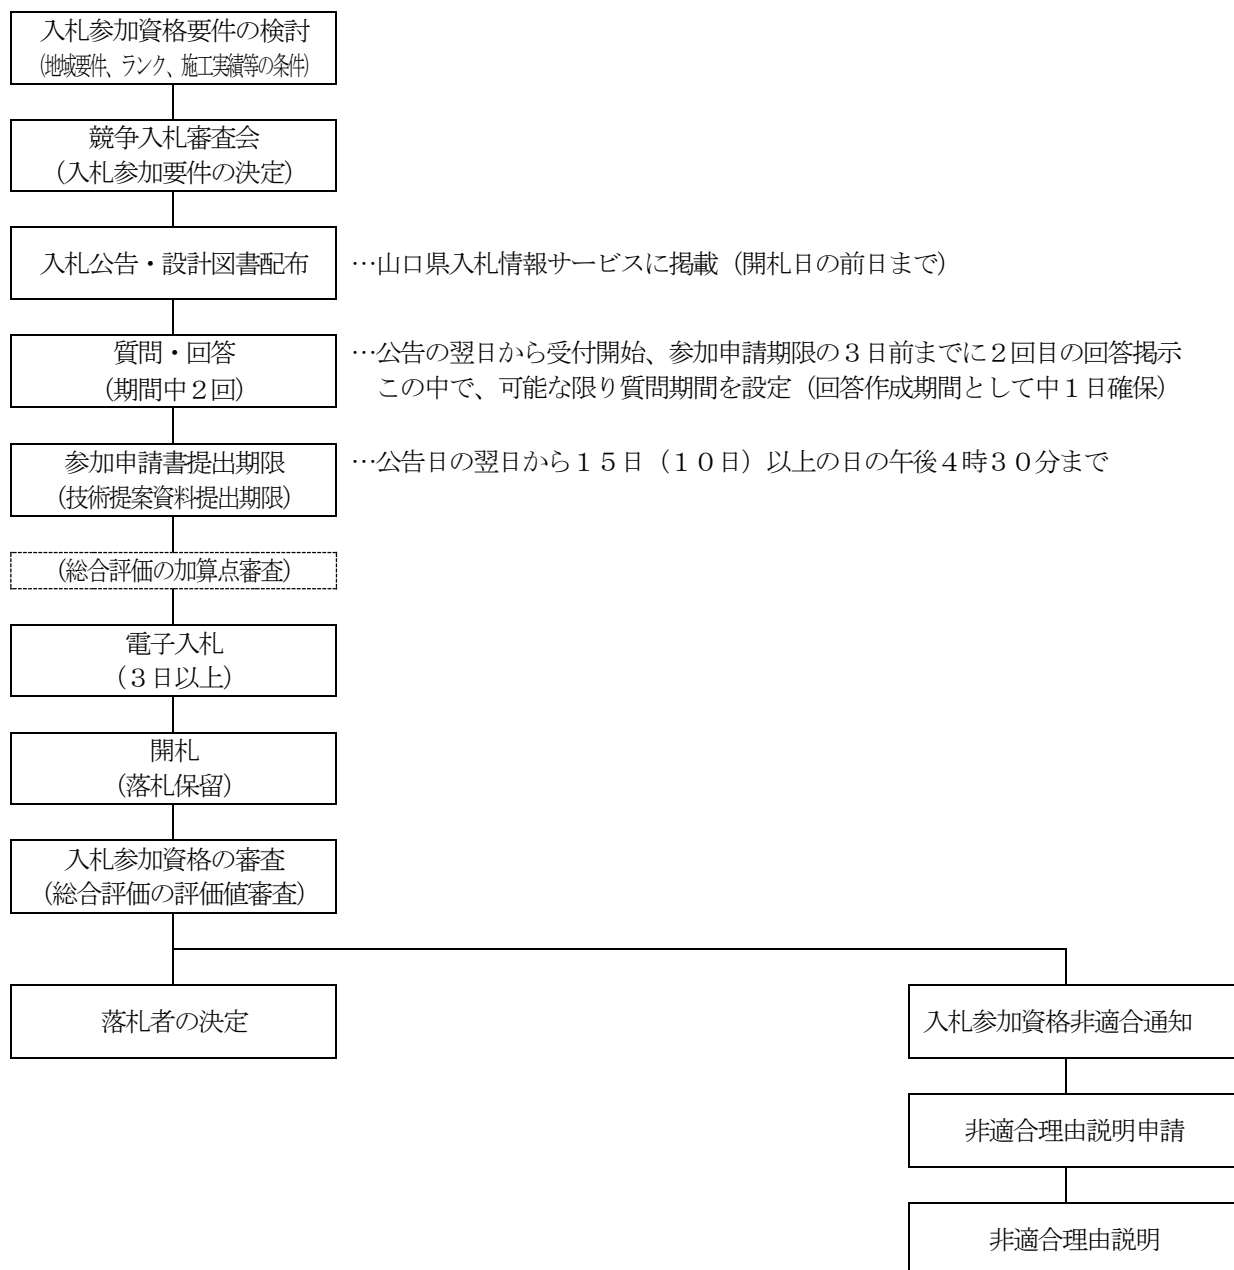 入札参加資格要件の検討
(地域要件、ランク、施工実績等の条件)
競争入札審査会
(入札参加要件の決定)
入札公告・設計図書配布
…山口県入札情報サービスに掲載（開札日の前日まで）
質問・回答
(期間中２回)
…公告の翌日から受付開始、参加申請期限の３日前までに２回目の回答掲示
この中で、可能な限り質問期間を設定（回答作成期間として中１日確保）
参加申請書提出期限
(技術提案資料提出期限)
…公告日の翌日から１５日（１０日）以上の日の午後４時３０分まで
(総合評価の加算点審査)
電子入札
(３日以上)
開札
(落札保留)
入札参加資格の審査
(総合評価の評価値審査)
落札者の決定
入札参加資格非適合通知
非適合理由説明申請
非適合理由説明